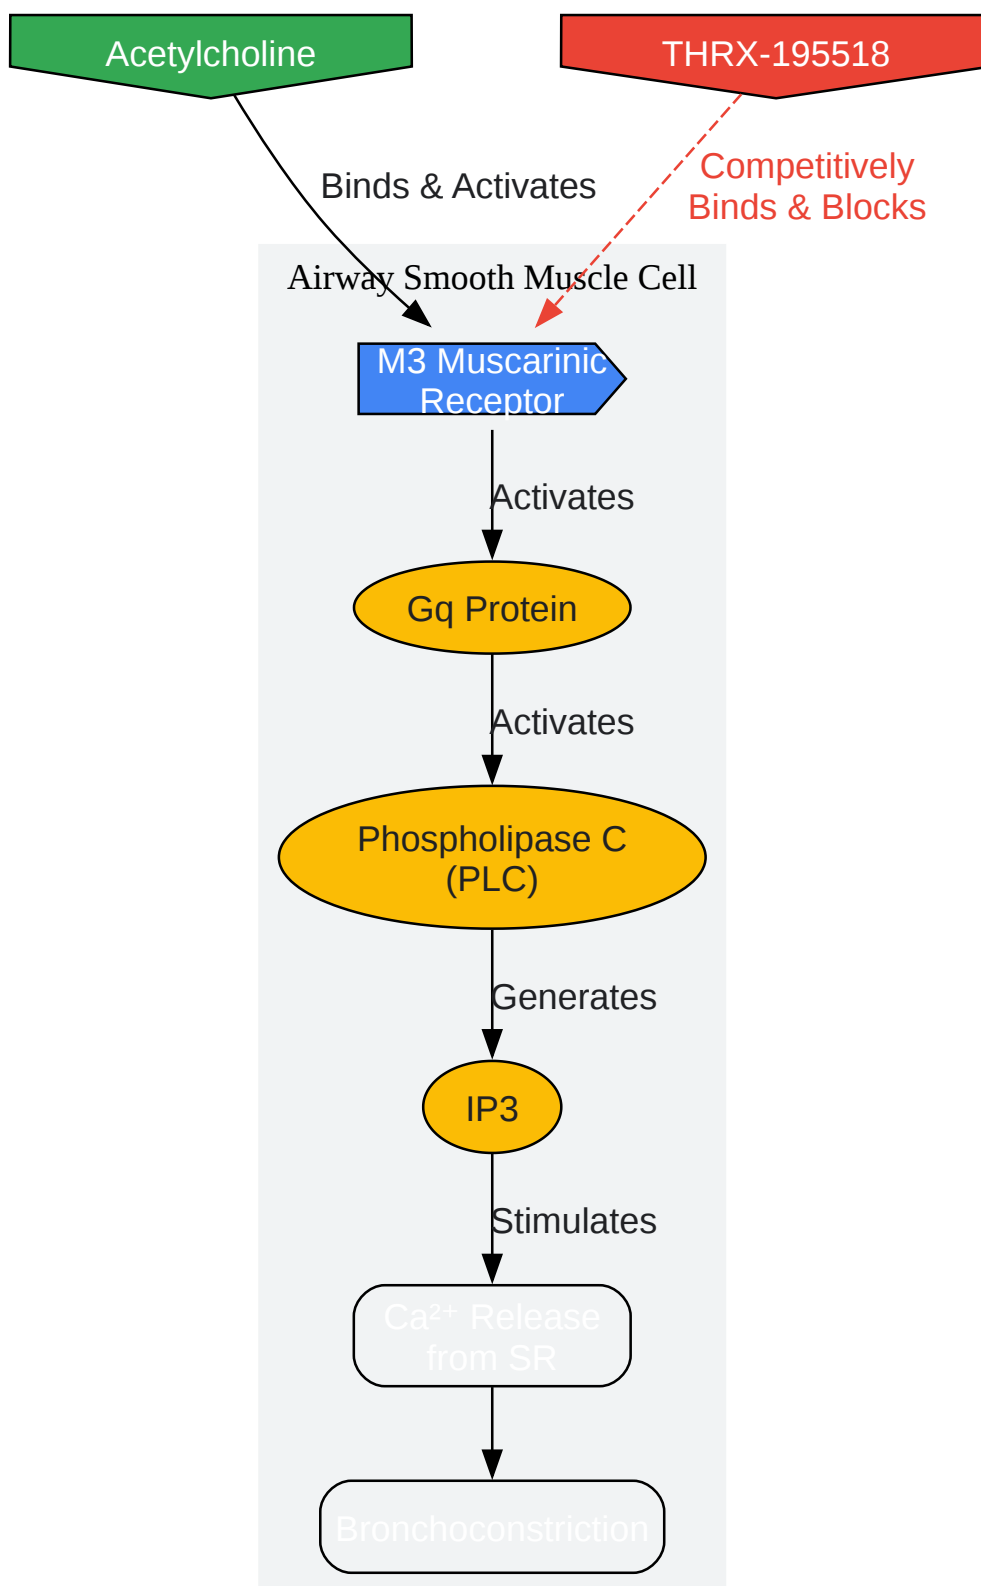 Acetylcholine
THRX-195518
Binds & Activates
Competitively
Binds & Blocks
Airway Smooth Muscle Cell
M3 Muscarinic
Receptor
Activates
Gq Protein
Activates
Phospholipase C
(PLC)
Generates
IP3
Stimulates
Ca²⁺ Release
from SR
Bronchoconstriction